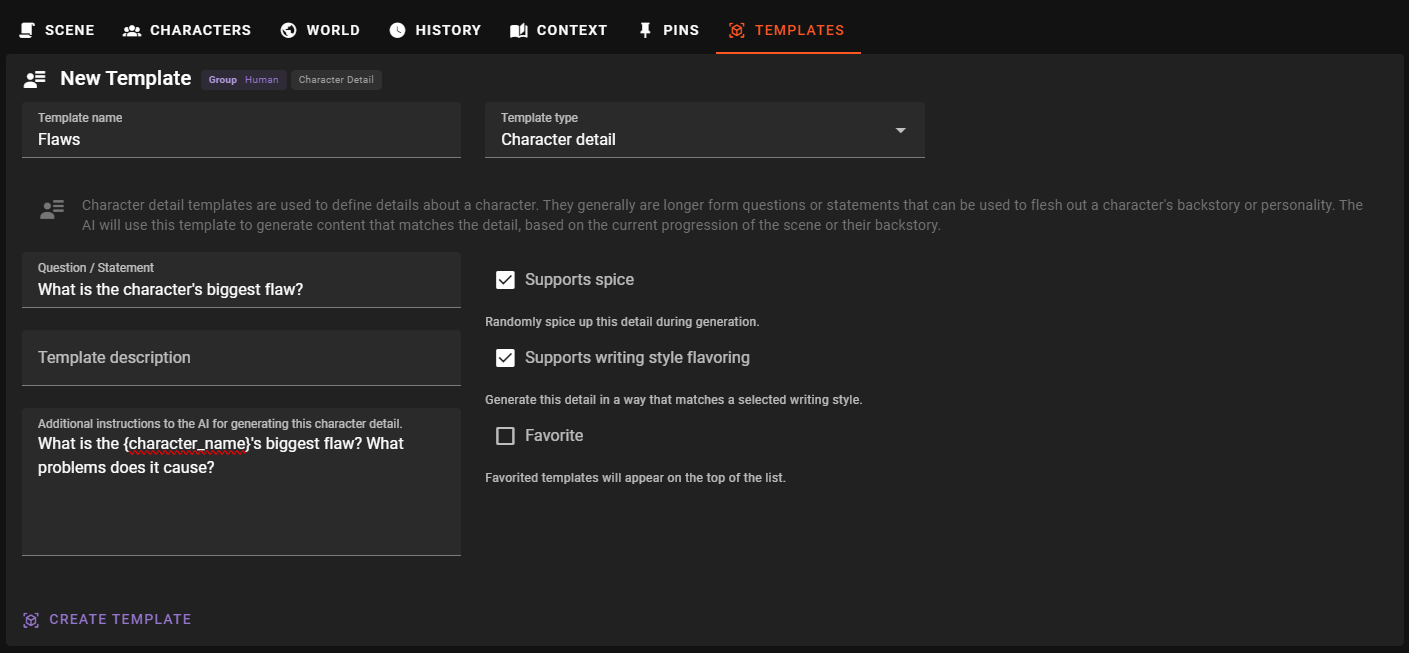 SCENE CHARACTERS WORLD HISTORY CONTEXT PINS TEMPLATES
New Template Group Human Character Detail
Template name
Flaws
Template type
Character detail
Character detail templates are used to define details about a character. They generally are longer form questions or statements that can be used to flesh out a character's backstory or personality. The
AI will use this template to generate content that matches the detail, based on the current progression of the scene or their backstory.
Question / Statement
What is the character's biggest flaw?
Template description
Additional instructions to the AI for generating this character detail.
What is the {character_name}'s biggest flaw? What
problems does it cause?
Supports spice
Randomly spice up this detail during generation.
Supports writing style flavoring
Generate this detail in a way that matches a selected writing style.
Favorite
Favorited templates will appear on the top of the list.
CREATE TEMPLATE